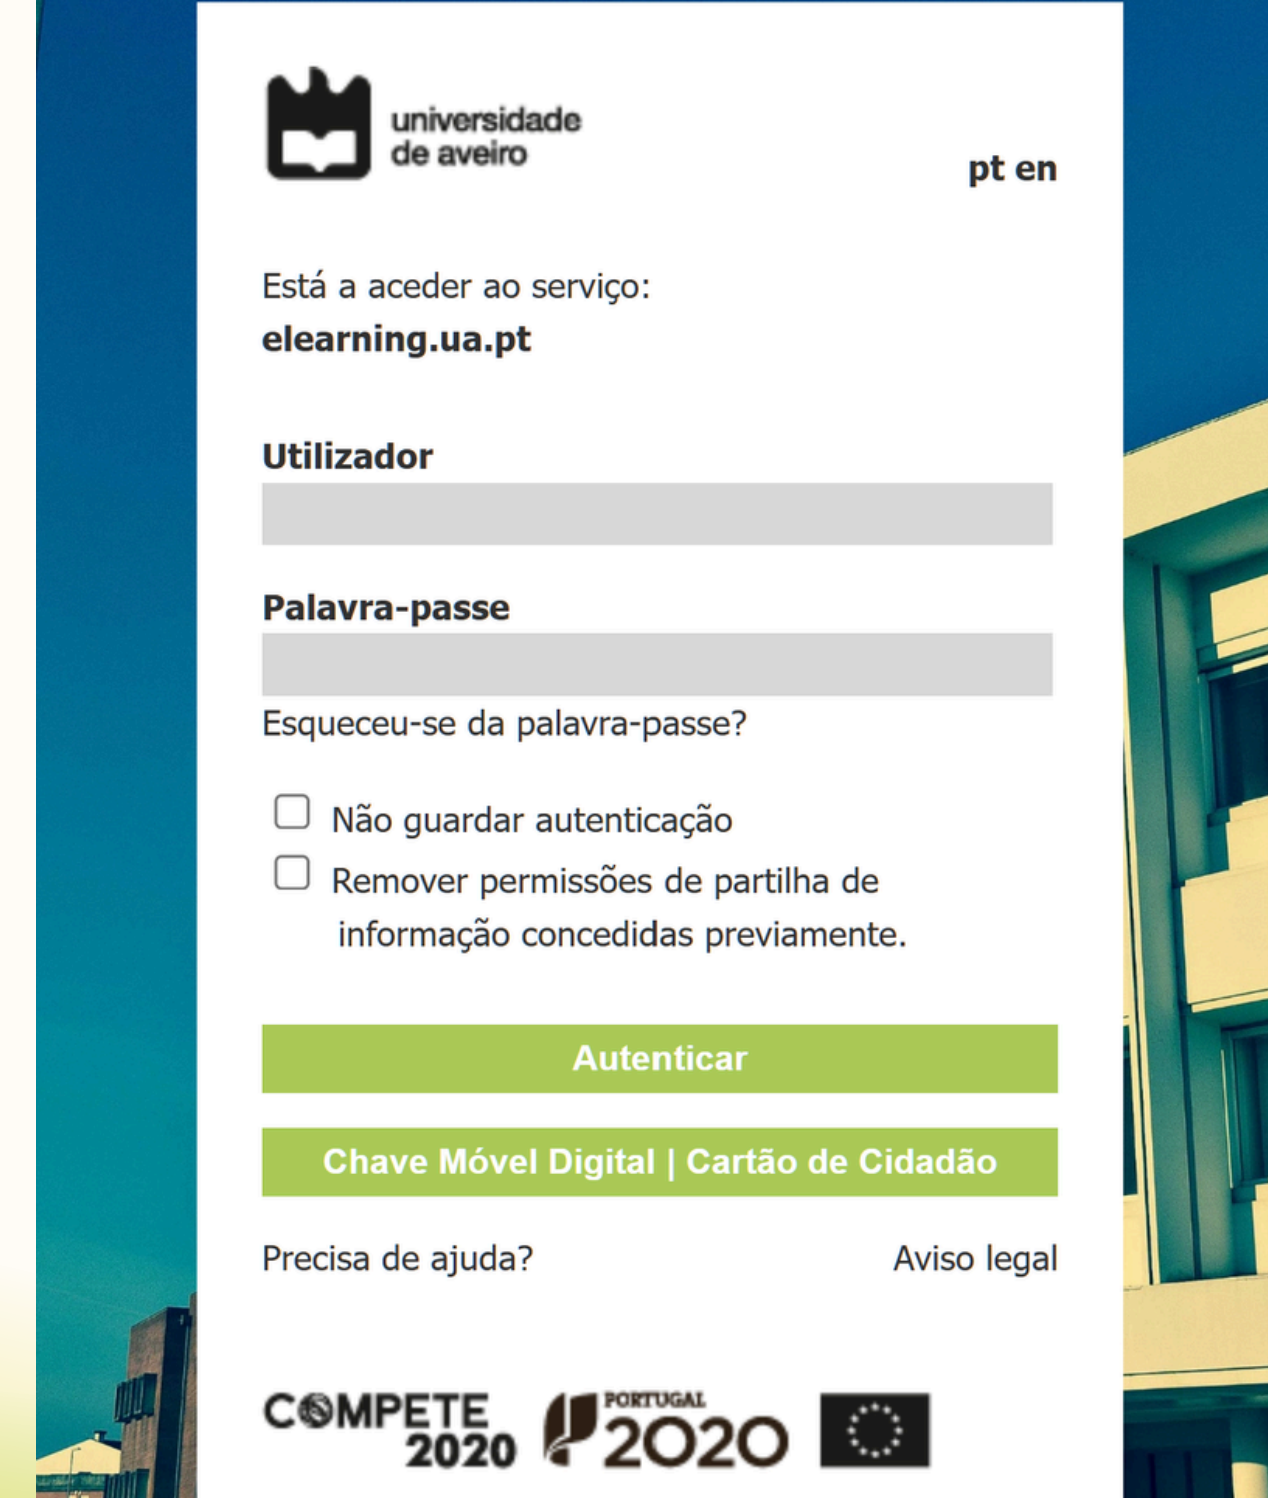 universidade
de aveiro
pt en
Está a aceder ao serviço:
elearning.ua.pt
Utilizador
Palavra-passe
Esqueceu-se da palavra-passe?
Não guardar autenticação
Remover permissões de partilha de
informação concedidas previamente.
Autenticar
Chave Móvel Digital | Cartão de Cidadão
Precisa de ajuda?
Aviso legal
COMPETE
2020
PORTUGAL
2020